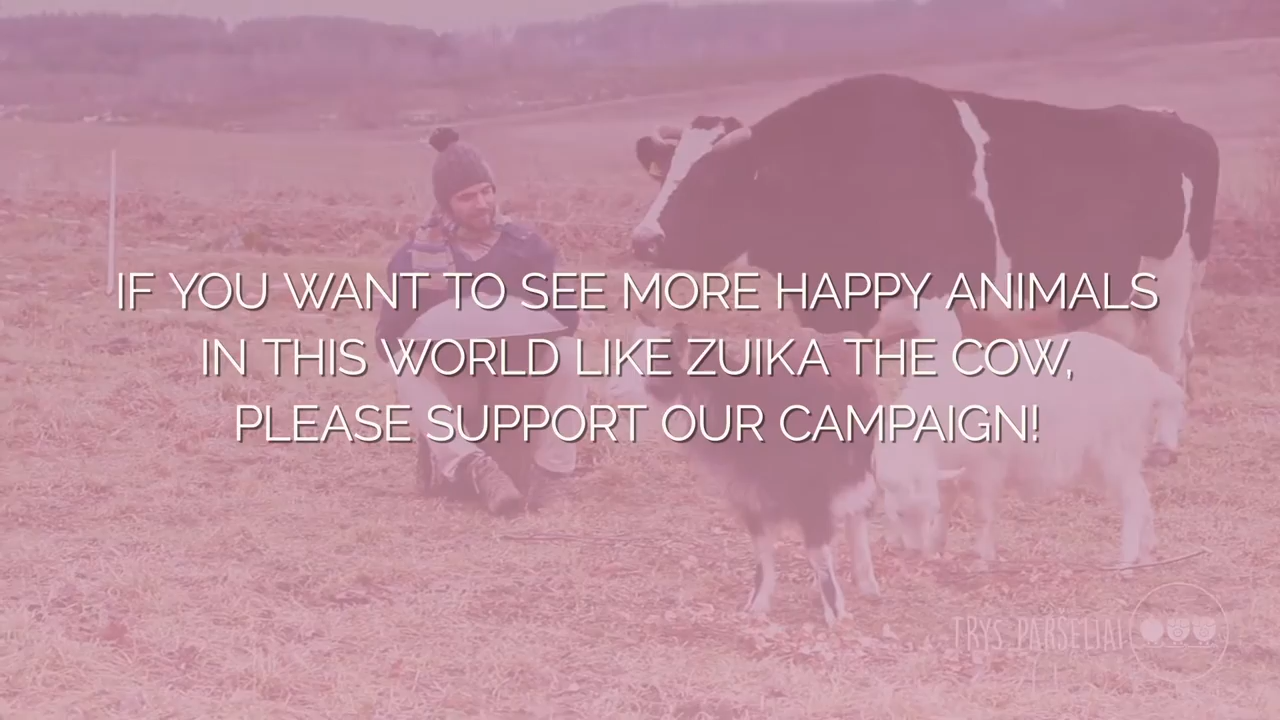 IF YOU WANT TO SEE MORE HAPPY ANIMALS
IN THIS WORLD LIKE ZUIKA THE COW,
PLEASE SUPPORT OUR CAMPAIGN!
TRYS PARŠELIAI